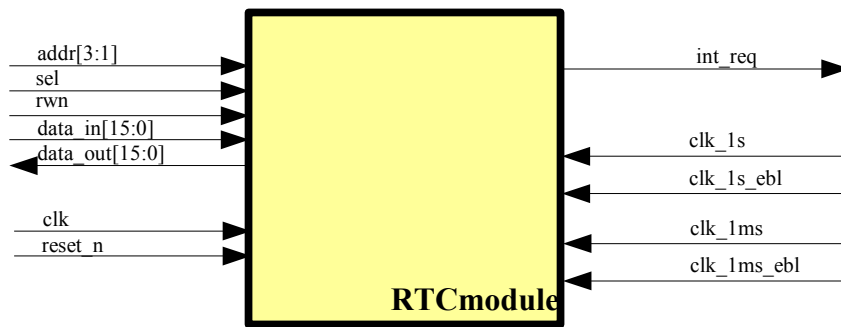 addr[3:1]
sel
rwn
data_in[15:0]
data_out[15:0]
clk
reset_n
int_req
clk_1s
clk_1s_ebl
clk_1ms
clk_1ms_ebl
RTCmodule